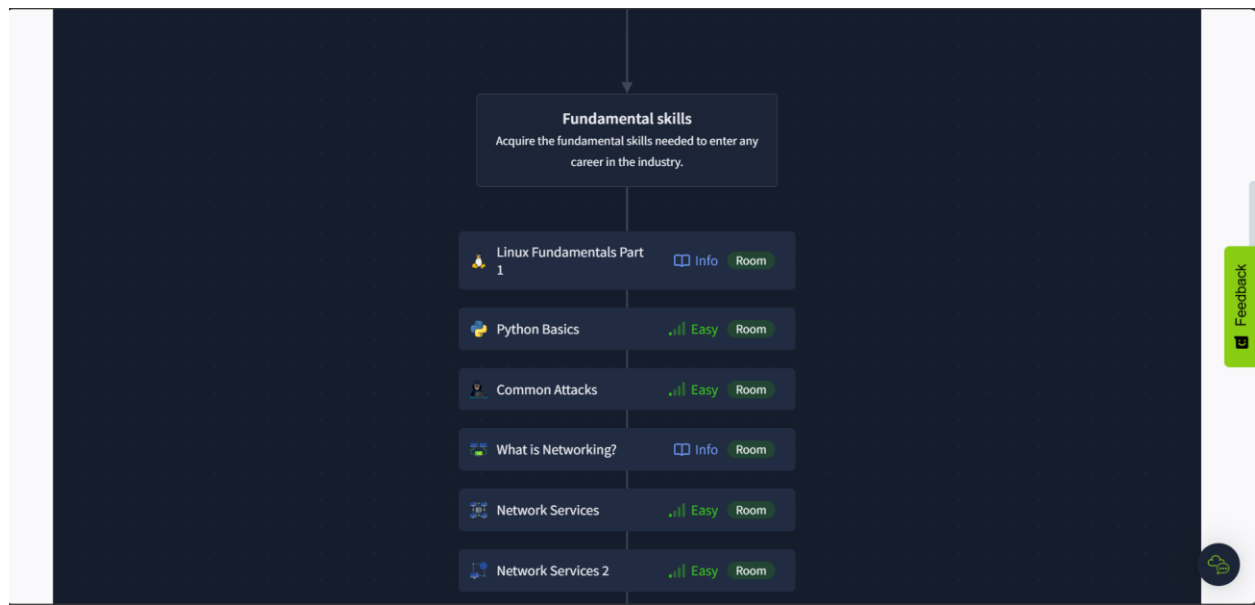 Fundamental skills
Acquire the fundamental skills needed to enter any
career in the industry.
Linux Fundamentals Part
1
Info Room
Python Basics Easy Room
Common Attacks Easy Room
What is Networking? Info Room
Network Services Easy Room
Network Services 2 Easy Room
Feedback